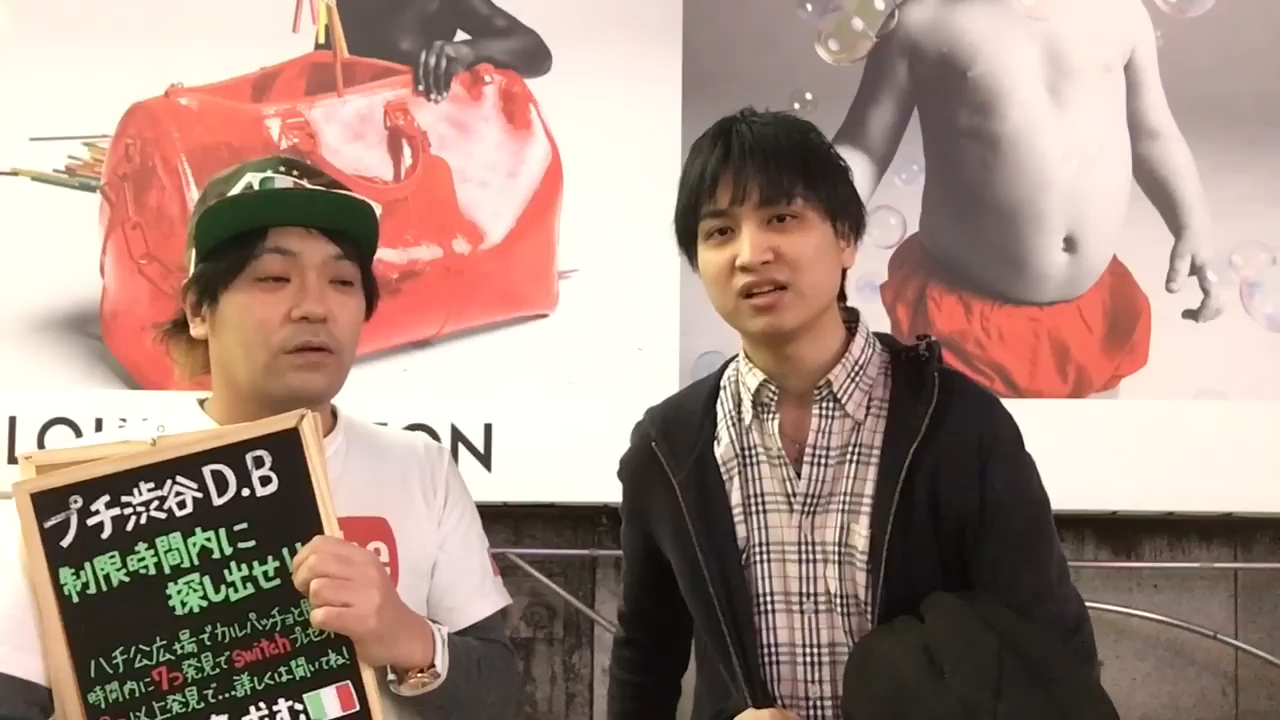 LOU
ON
プチ渋谷D.B
制限時間内に
探し出せ!!
ハチ公広場でカルパッチョと
時間内に7つ発見でSwitchプレゼント
以上発見で…詳しくは聞いてね!